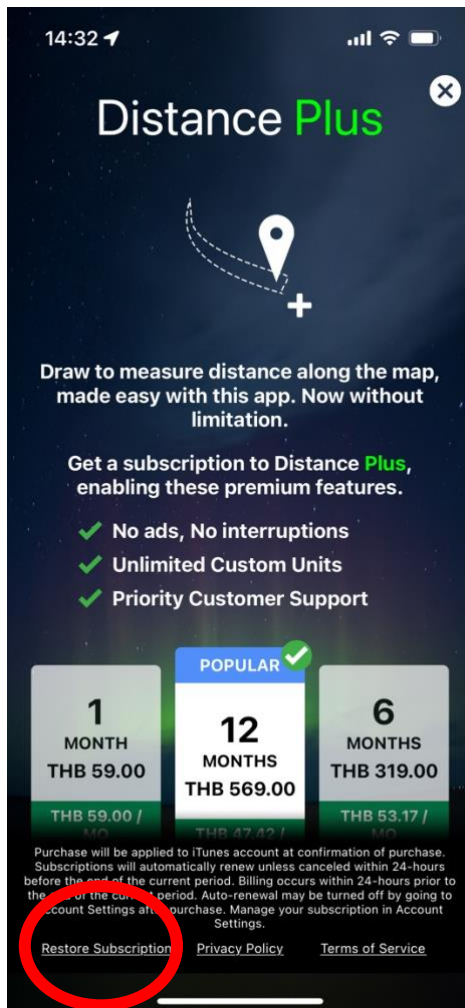 14:32
Distance Plus
Draw to measure distance along the map,
made easy with this app. Now without
limitation.
Get a subscription to Distance Plus,
enabling these premium features.
No ads, No interruptions
Unlimited Custom Units
Priority Customer Support
POPULAR
1
MONTH
THB 59.00
THB 59.00 /
MO
12
MONTHS
THB 569.00
THB 47.42 /
6
MONTHS
THB 319.00
THB 53.17 /
MO
Purchase will be applied to iTunes account at confirmation of purchase.
Subscriptions will automatically renew unless canceled within 24-hours
before the end of the current period. Billing occurs within 24-hours prior to
the end of the current period. Auto-renewal may be turned off by going to
Account Settings after purchase. Manage your subscription in Account
Settings.
Restore Subscription Privacy Policy Terms of Service